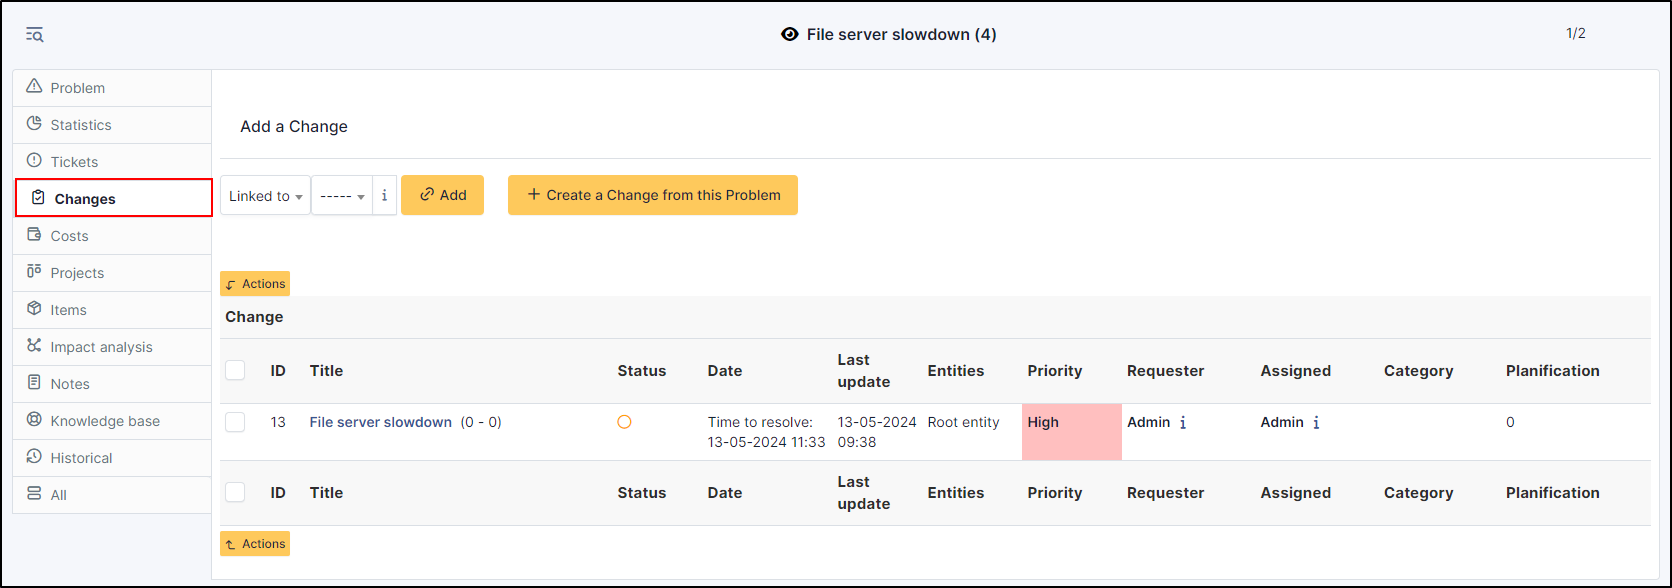 File server slowdown (4)
1/2
Problem
Statistics
Tickets
Changes
Costs
Projects
Items
Impact analysis
Notes
Knowledge base
Historical
All
Add a Change
Linked to ----- i Add + Create a Change from this Problem
Actions
Change
ID Title Status Date Last update Entities Priority Requester Assigned Category Planification
13 File server slowdown (0 - 0) Time to resolve: 13-05-2024 11:33 13-05-2024 09:38 Root entity High Admin i Admin i 0
ID Title Status Date Last update Entities Priority Requester Assigned Category Planification
Actions